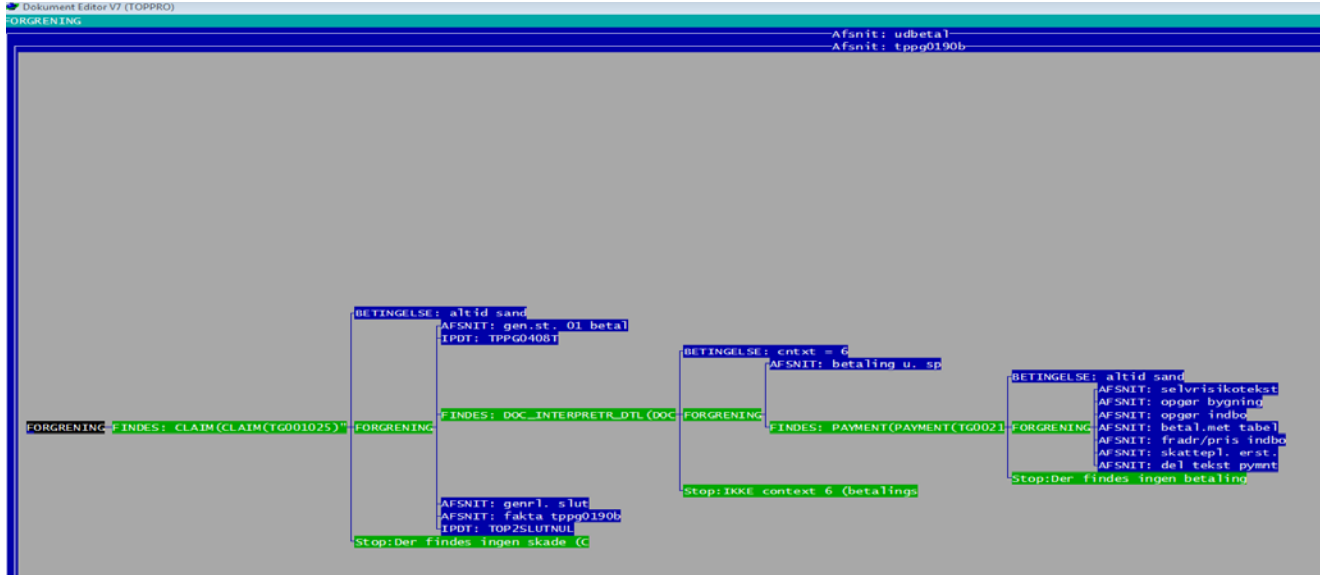 Dokument Editor V7 (TOPPRO)
FORGRENING
Afsnit: udbetal
Afsnit: tppg0190b
BETINGELSE: altid sand
AFSNIT: gen.st. 01 betal
IPDT: TPPG0408T
BETINGELSE: cntxt = 6
AFSNIT: betaling u. sp
BETINGELSE: altid sand
AFSNIT: selvrisikotekst
AFSNIT: opgør bygning
AFSNIT: opgør indbo
FINDES: DOC_INTERPRETR_DTL(DOC FORGRENING
AFSNIT: betal.met tabel
FORGRENING FINDES: CLAIM(CLAIM(TG001025)" FORGRENING FINDES: PAYMENT(PAYMENT(TG0021 FORGRENING AFSNIT: fradr/pris indbo
AFSNIT: skattepl. erst.
AFSNIT: del tekst pymnt
Stop:Der findes ingen betaling
Stop:IKKE context 6 (betalings
AFSNIT: genrl. slut
AFSNIT: fakta tppg0190b
IPDT: TOP2SLUTNUL
Stop:Der findes ingen skade (C